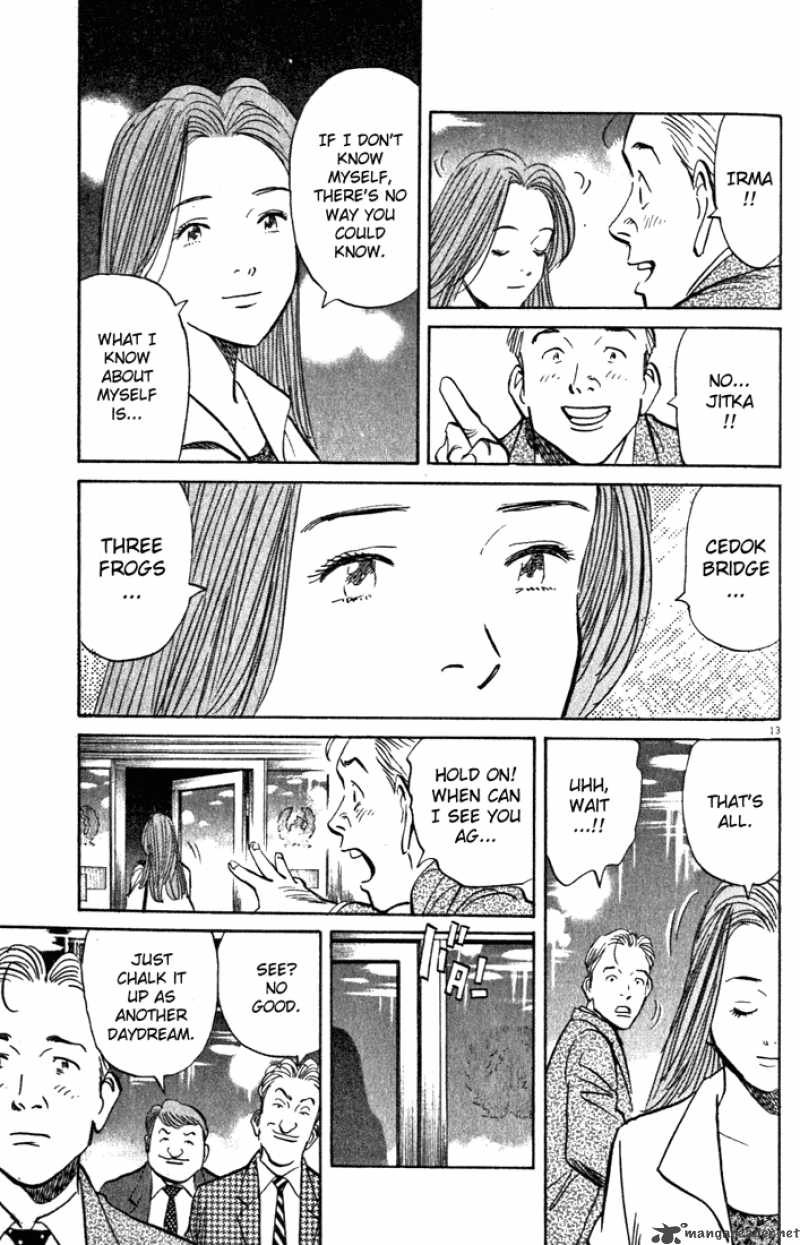 IRMA
!!
NO...
JITKA
!!
IF I DON'T
KNOW
MYSELF,
THERE'S NO
WAY YOU
COULD
KNOW.
WHAT I
KNOW
ABOUT
MYSELF
IS...
CEDOK
BRIDGE
...
THREE
FROGS
...
13
THAT'S
ALL.
UHH,
WAIT
...!!
HOLD ON!
WHEN CAN
I SEE YOU
AG...
バタ!
SEE?
NO
GOOD.
JUST
CHALK IT
UP AS
ANOTHER
DAYDREAM.